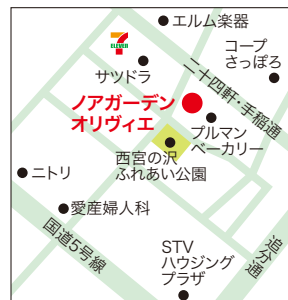 エルム楽器
7
ELEVEN
コープ
さっぽろ
サツドラ
二十四軒・手稲通
ノアガーデン
オリヴィエ
プルマン
ベーカリー
西宮の沢
ふれあい公園
ニトリ
愛産婦人科
国道5号線
追分通
STV
ハウジング
プラザ